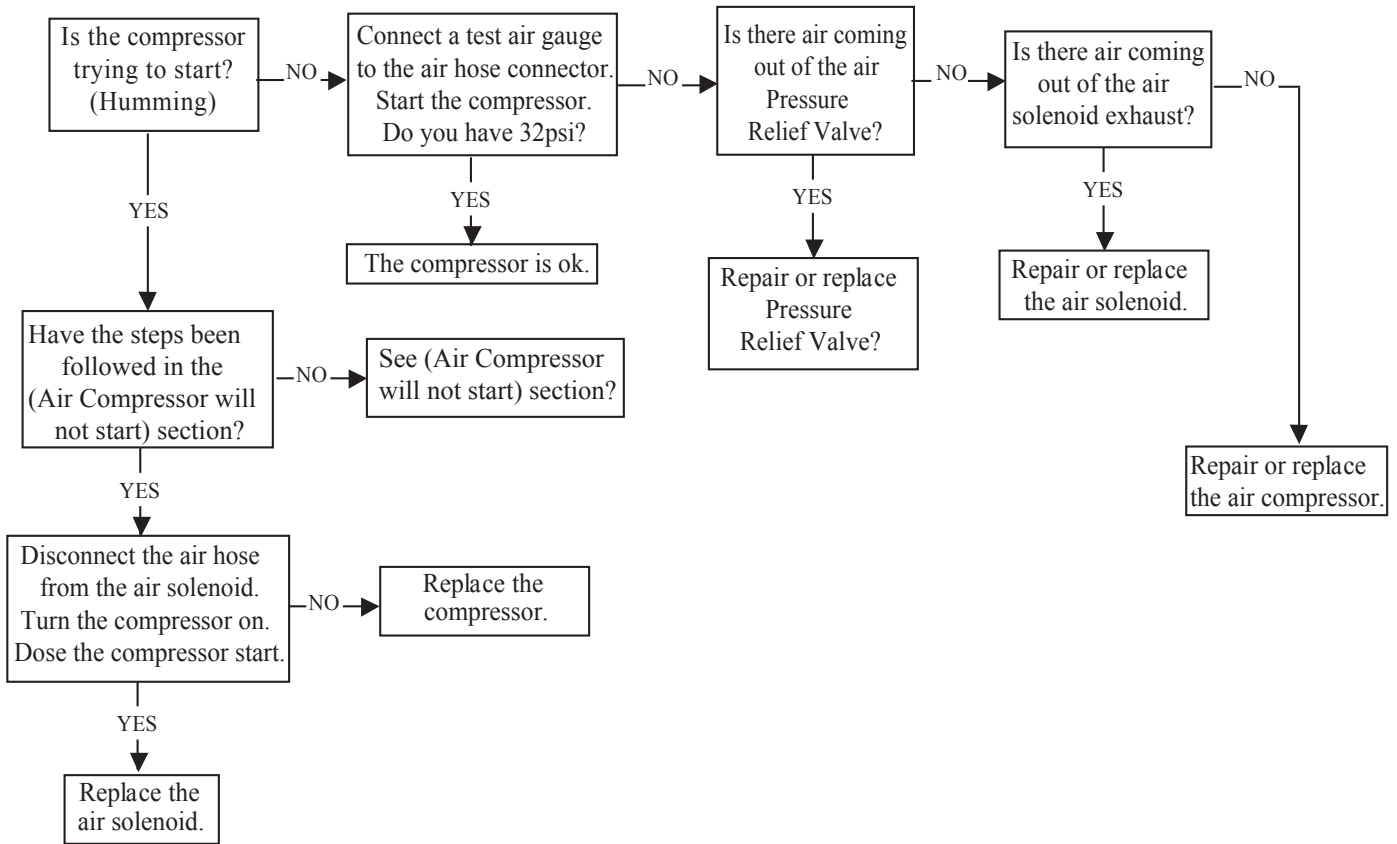 Is the compressor
trying to start?
(Humming)
NO
Connect a test air gauge
to the air hose connector.
Start the compressor.
Do you have 32psi?
NO
Is there air coming
out of the air
Pressure
Relief Valve?
NO
Is there air coming
out of the air
solenoid exhaust?
NO
YES
YES
YES
YES
The compressor is ok.
Repair or replace
Pressure
Relief Valve?
Repair or replace
the air solenoid.
Have the steps been
followed in the
(Air Compressor will
not start) section?
NO
See (Air Compressor
will not start) section?
Repair or replace
the air compressor.
YES
Disconnect the air hose
from the air solenoid.
Turn the compressor on.
Dose the compressor start.
NO
Replace the
compressor.
YES
Replace the
air solenoid.